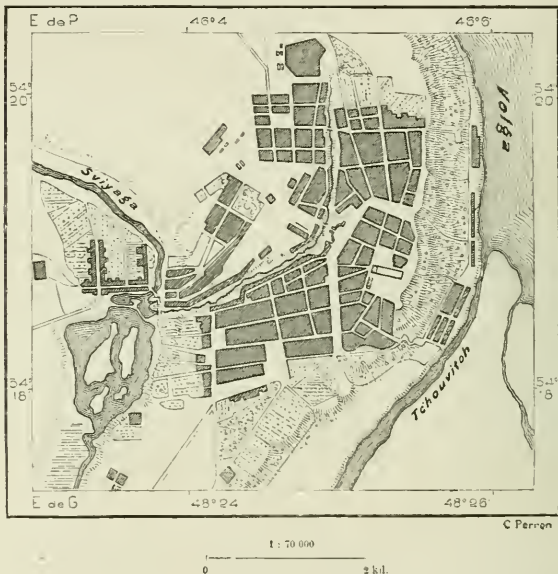 E de P 46°4 46°6
54° 20 54° 20
Volga
Sviyaga
54° 18 54° 18
Tchouvitch
E de G 48°24 48°26
C Perron
1 : 70 000
0 2 kil.